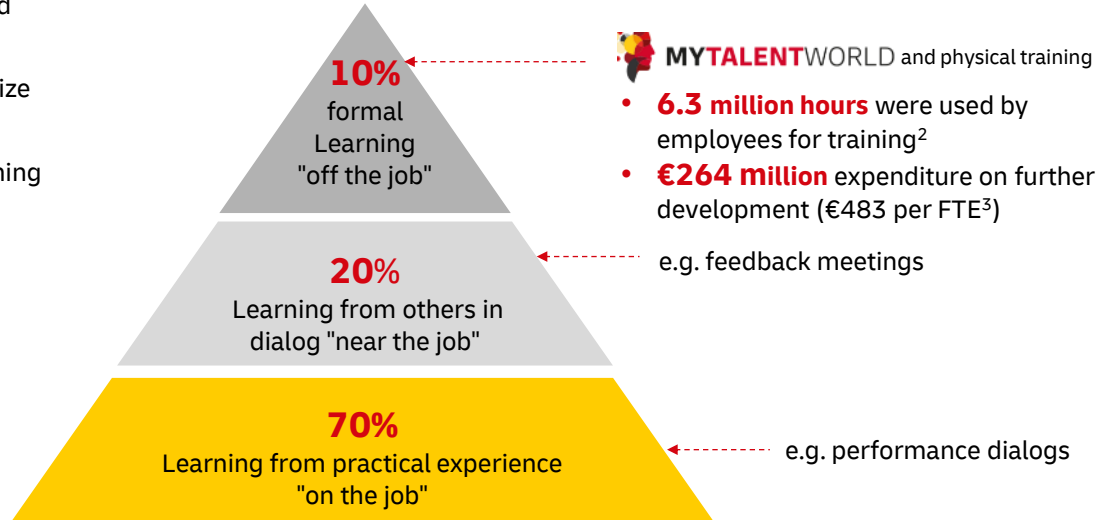 10%
formal
Learning
"off the job"
MYTALENTWORLD and physical training
• 6.3 million hours were used by
employees for training²
• €264 million expenditure on further
development (€483 per FTE³)
20%
Learning from others in
dialog "near the job"
e.g. feedback meetings
70%
Learning from practical experience
"on the job"
e.g. performance dialogs